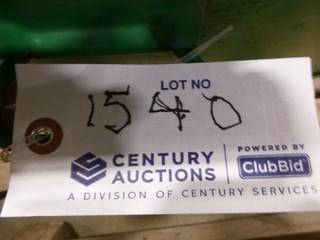 LOT NO
1540
CENTURY AUCTIONS | POWERED BY ClubBid
A DIVISION OF CENTURY SERVICES